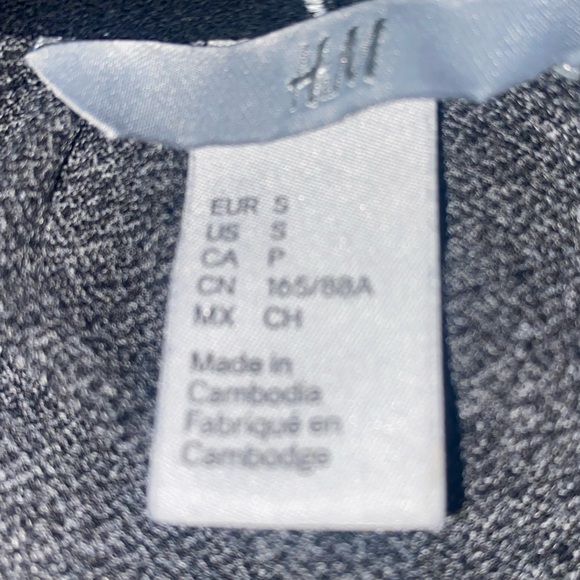 H&M
EUR S
US S
CA P
CN 165/88A
MX CH
Made in
Cambodia
Fabriqué en
Cambodge